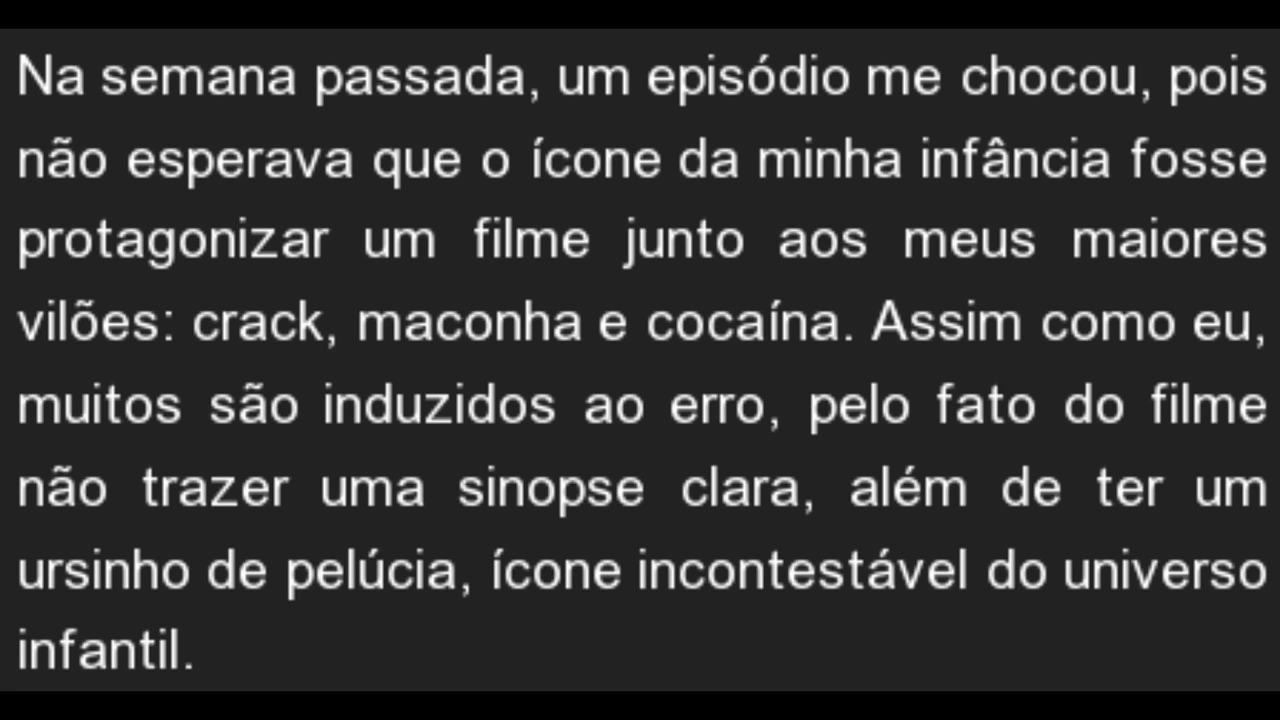 Na semana passada, um episódio me chocou, pois
não esperava que o ícone da minha infância fosse
protagonizar um filme junto aos meus maiores
vilões: crack, maconha e cocaína. Assim como eu,
muitos são induzidos ao erro, pelo fato do filme
não trazer uma sinopse clara, além de ter um
ursinho de pelúcia, ícone incontestável do universo
infantil.